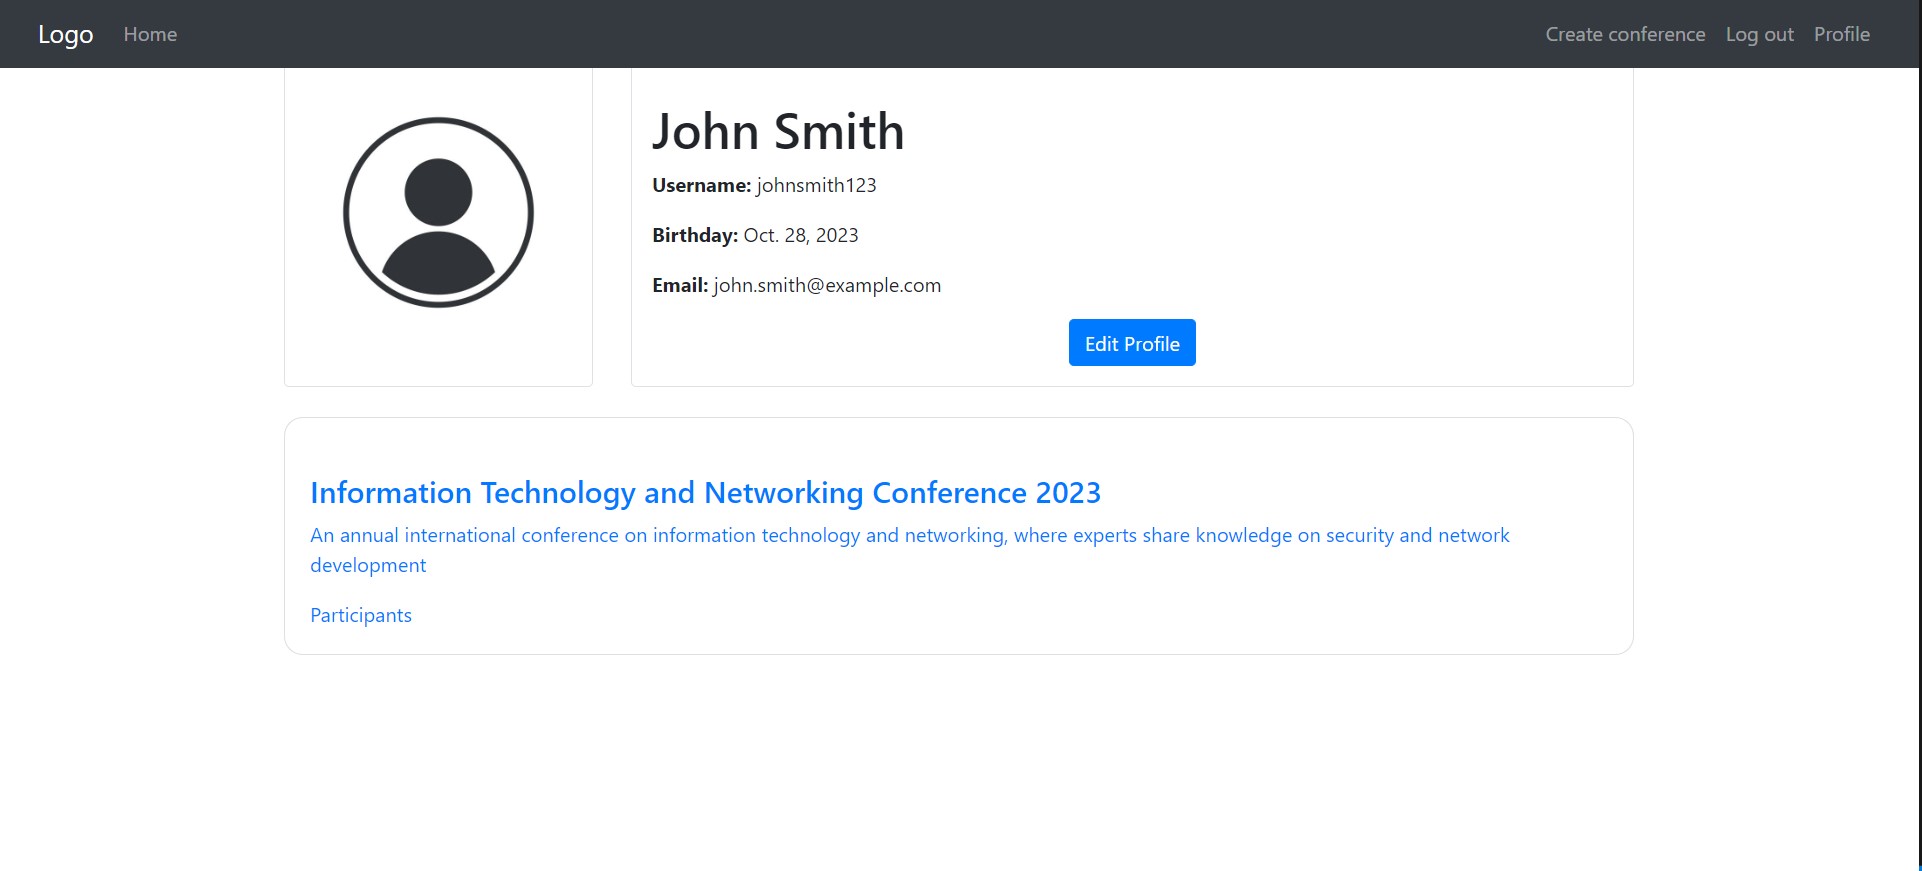 Logo Home Create conference Log out Profile
John Smith
Username: johnsmith123
Birthday: Oct. 28, 2023
Email: john.smith@example.com
Edit Profile
Information Technology and Networking Conference 2023
An annual international conference on information technology and networking, where experts share knowledge on security and network
development
Participants